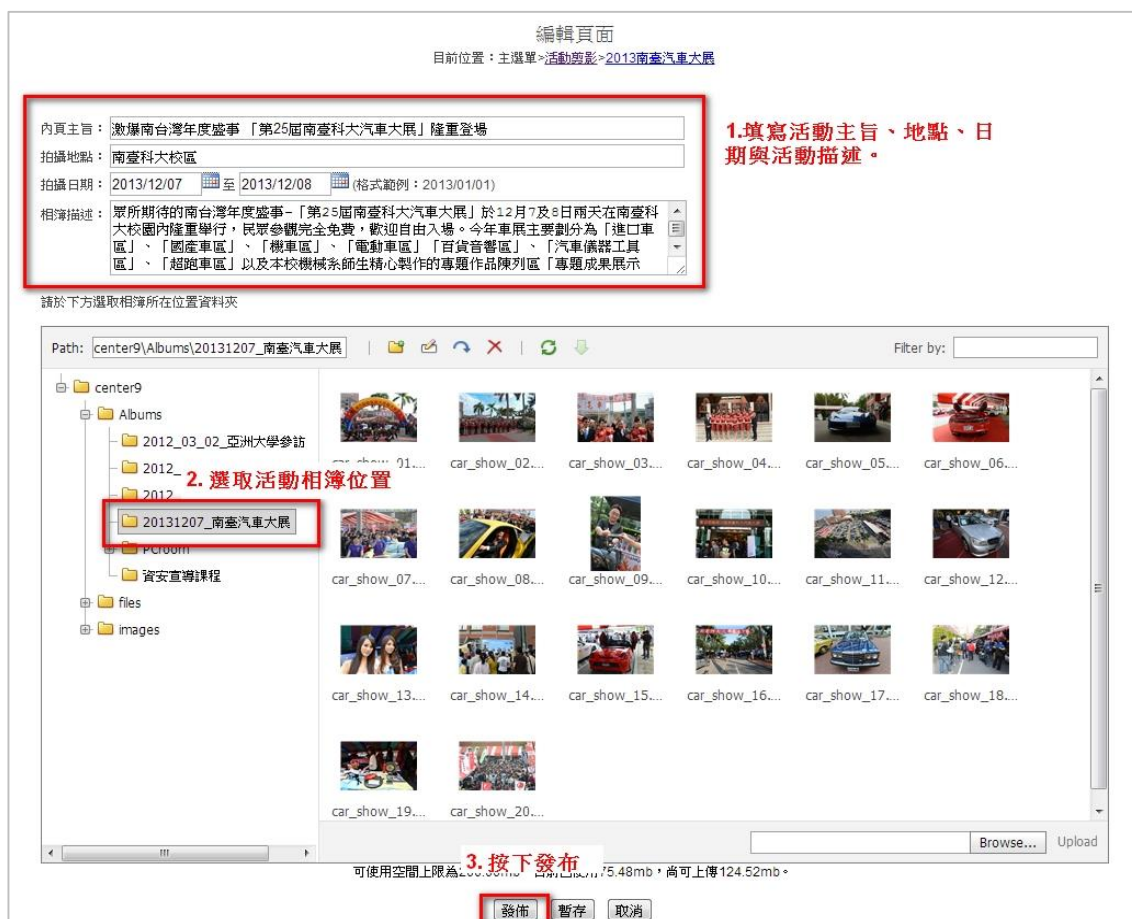 編輯頁面
目前位置：主選單>活動剪影>2013南臺汽車大展
內頁主旨： 激爆南台灣年度盛事 「第25屆南臺科大汽車大展」隆重登場
拍攝地點： 南臺科大校區
拍攝日期： 2013/12/07 至 2013/12/08 (格式範例：2013/01/01)
相簿描述： 眾所期待的南台灣年度盛事-「第25屆南臺科大汽車大展」於12月7及8日兩天在南臺科
大校園內隆重舉行，民眾參觀完全免費，歡迎自由入場。今年車展主要劃分為「進口車
區」、「國產車區」、「機車區」、「電動車區」「百貨音響區」、「汽車儀器工具
區」、「超跑車區」以及本校機械系師生精心製作的專題作品陳列區「專題成果展示
1.填寫活動主旨、地點、日
期與活動描述。
請於下方選取相簿所在位置資料夾
Path: center9\Albums\20131207_南臺汽車大展
Filter by:
center9
Albums
2012_03_02_亞洲大學參訪
2012_
2012_
20131207_南臺汽車大展
PCroom
資安宣導課程
files
images
2. 選取活動相簿位置
car_show_01.... car_show_02.... car_show_03.... car_show_04.... car_show_05.... car_show_06....
car_show_07.... car_show_08.... car_show_09.... car_show_10.... car_show_11.... car_show_12....
car_show_13.... car_show_14.... car_show_15.... car_show_16.... car_show_17.... car_show_18....
car_show_19.... car_show_20....
Browse... Upload
3. 按下發布
可使用空間上限為 75.48mb，尚可上傳124.52mb。
發佈 暫存 取消